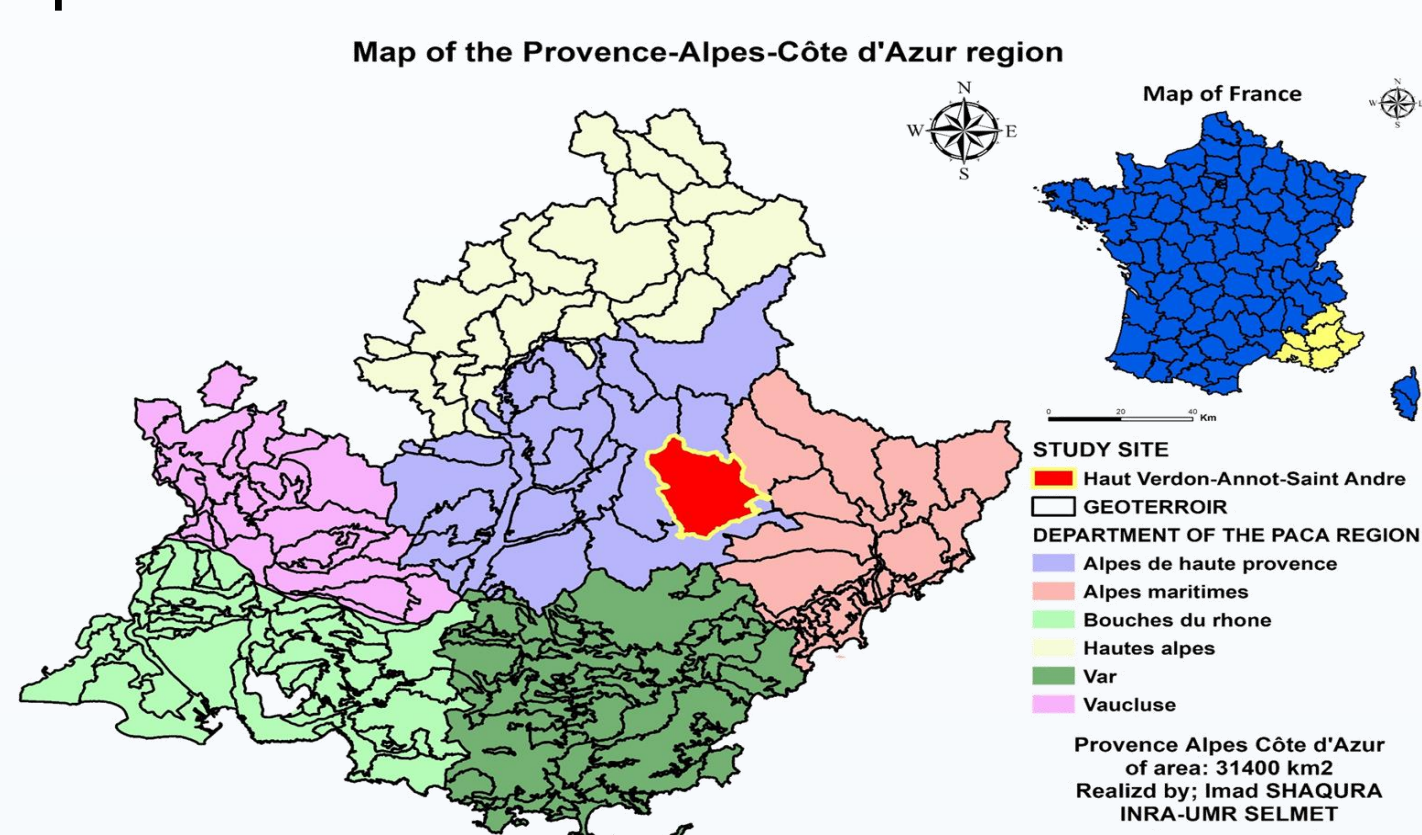 Map of the Provence-Alpes-Côte d'Azur region
N
W E
S
Map of France
N
W E
S
0 20 40 Km
STUDY SITE
Haut Verdon-Annot-Saint Andre
GEOTERROIR
DEPARTMENT OF THE PACA REGION
Alpes de haute provence
Alpes maritimes
Bouches du rhone
Hautes alpes
Var
Vaucluse
Provence Alpes Côte d'Azur
of area: 31400 km2
Realizd by; Imad SHAQURA
INRA-UMR SELMET